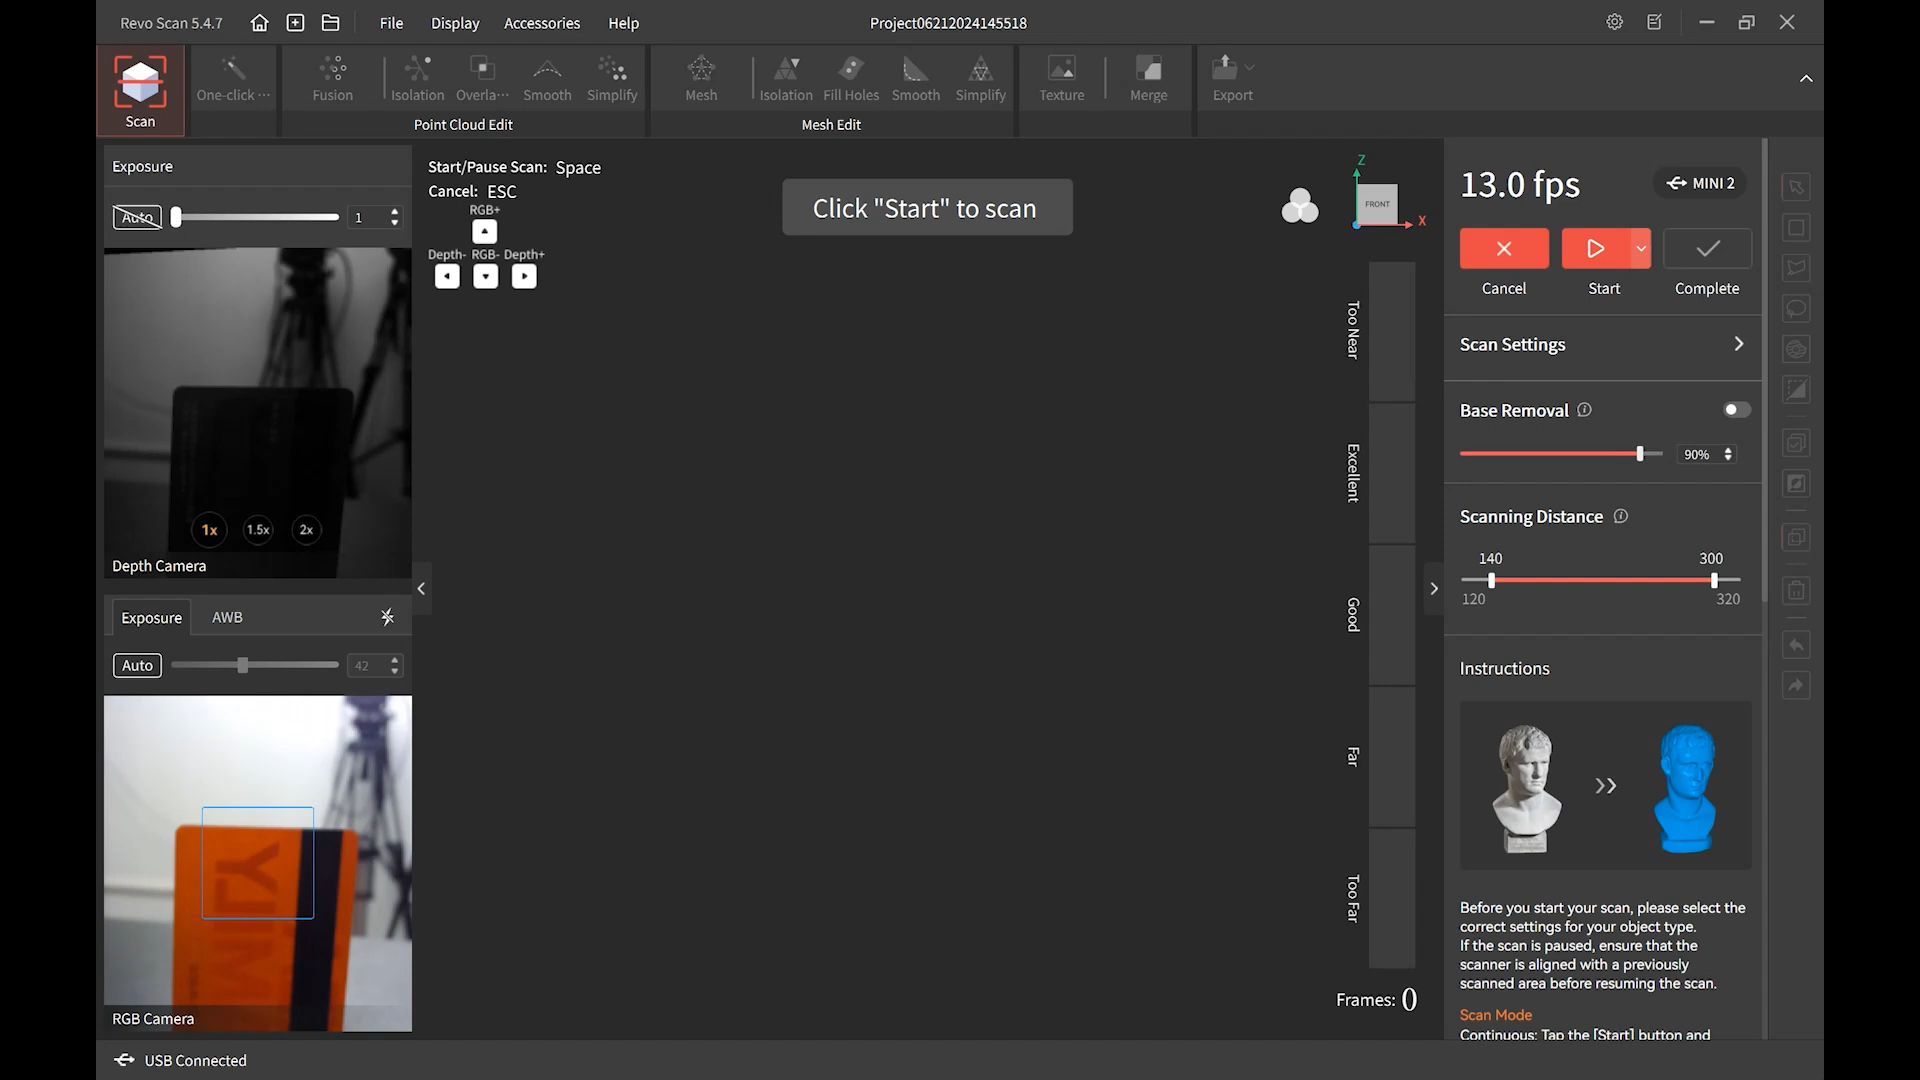 Revo Scan 5.4.7
File
Display
Accessories
Help
Project06212024145518
Scan
One-click ···
Fusion
Isolation
Overla···
Smooth
Simplify
Point Cloud Edit
Mesh
Isolation
Fill Holes
Smooth
Simplify
Mesh Edit
Texture
Merge
Export
Exposure
Auto
1
1x
1.5x
2x
Depth Camera
Exposure
AWB
Auto
42
RGB Camera
USB Connected
Start/Pause Scan: Space
Cancel: ESC
RGB+
Depth- RGB- Depth+
Click "Start" to scan
Z
FRONT
X
Too Near
Excellent
Good
Far
Too Far
Frames: 0
13.0 fps
MINI 2
Cancel
Start
Complete
Scan Settings
Base Removal
90%
Scanning Distance
140
300
120
320
Instructions
Before you start your scan, please select the
correct settings for your object type.
If the scan is paused, ensure that the
scanner is aligned with a previously
scanned area before resuming the scan.
Scan Mode
Continuous: Tap the [Start] button and